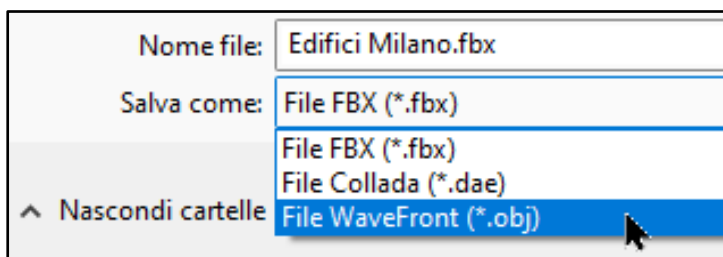 Nome file: Edifici Milano.fbx
Salva come: File FBX (*.fbx)
File FBX (*.fbx)
File Collada (*.dae)
Nascondi cartelle File WaveFront (*.obj)